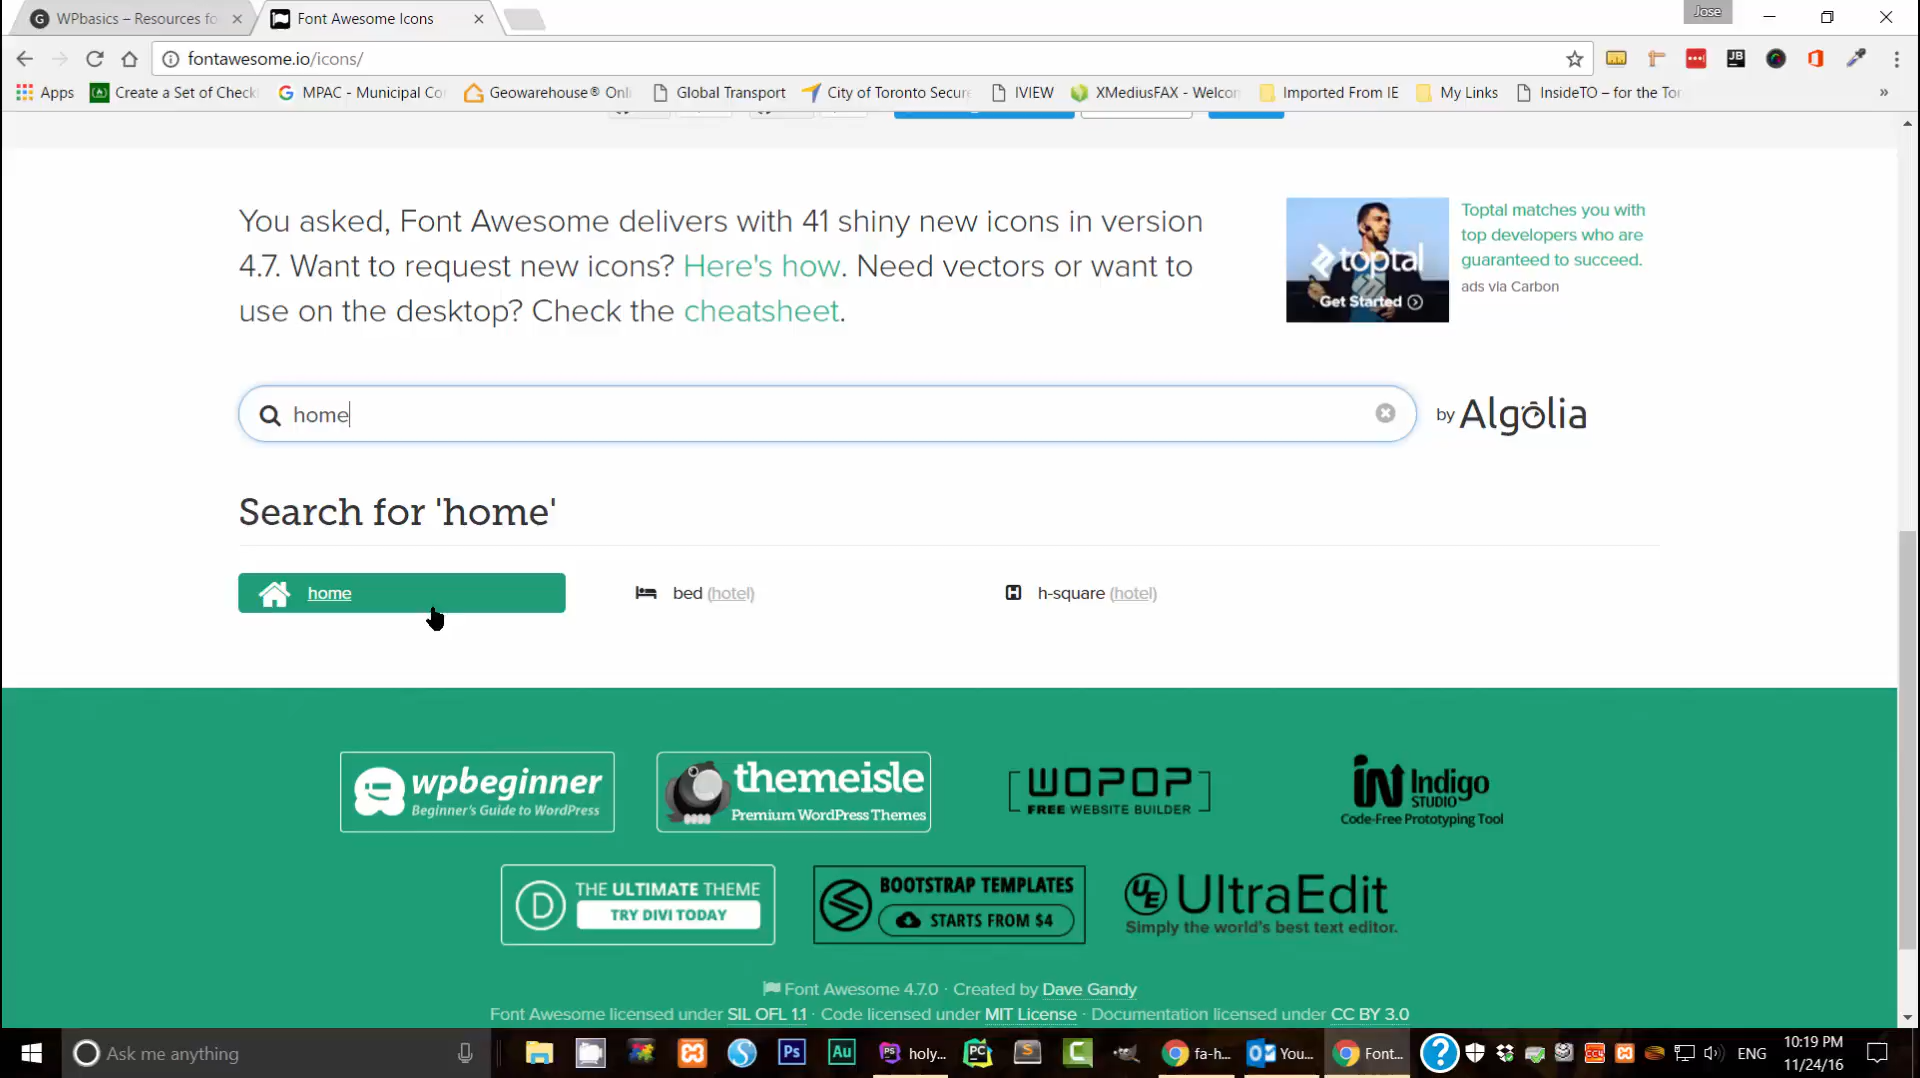 WPbasics – Resources fo
Font Awesome Icons
Jose
fontawesome.io/icons/
Apps
Create a Set of Check
MPAC - Municipal Co
Geowarehouse® Onli
Global Transport
City of Toronto Secure
IVIEW
XMediusFAX - Welcom
Imported From IE
My Links
InsideTO – for the Tor
»
You asked, Font Awesome delivers with 41 shiny new icons in version
4.7. Want to request new icons? Here's how. Need vectors or want to
use on the desktop? Check the cheatsheet.
toptal
Get Started
Toptal matches you with
top developers who are
guaranteed to succeed.
ads via Carbon
home
by Algolia
Search for 'home'
home
bed (hotel)
h-square (hotel)
wpbeginner
Beginner's Guide to WordPress
themeisle
Premium WordPress Themes
WOPOP
FREE WEBSITE BUILDER
IN Indigo
STUDIO
Code-Free Prototyping Tool
D
THE ULTIMATE THEME
TRY DIVI TODAY
BOOTSTRAP TEMPLATES
STARTS FROM $4
UE UltraEdit
Simply the world's best text editor.
Font Awesome 4.7.0 · Created by Dave Gandy
Font Awesome licensed under SIL OFL 1.1 · Code licensed under MIT License · Documentation licensed under CC BY 3.0
Ask me anything
Ps
Au
holy...
PC
S
C
fa-h...
You...
Font...
ENG
10:19 PM
11/24/16